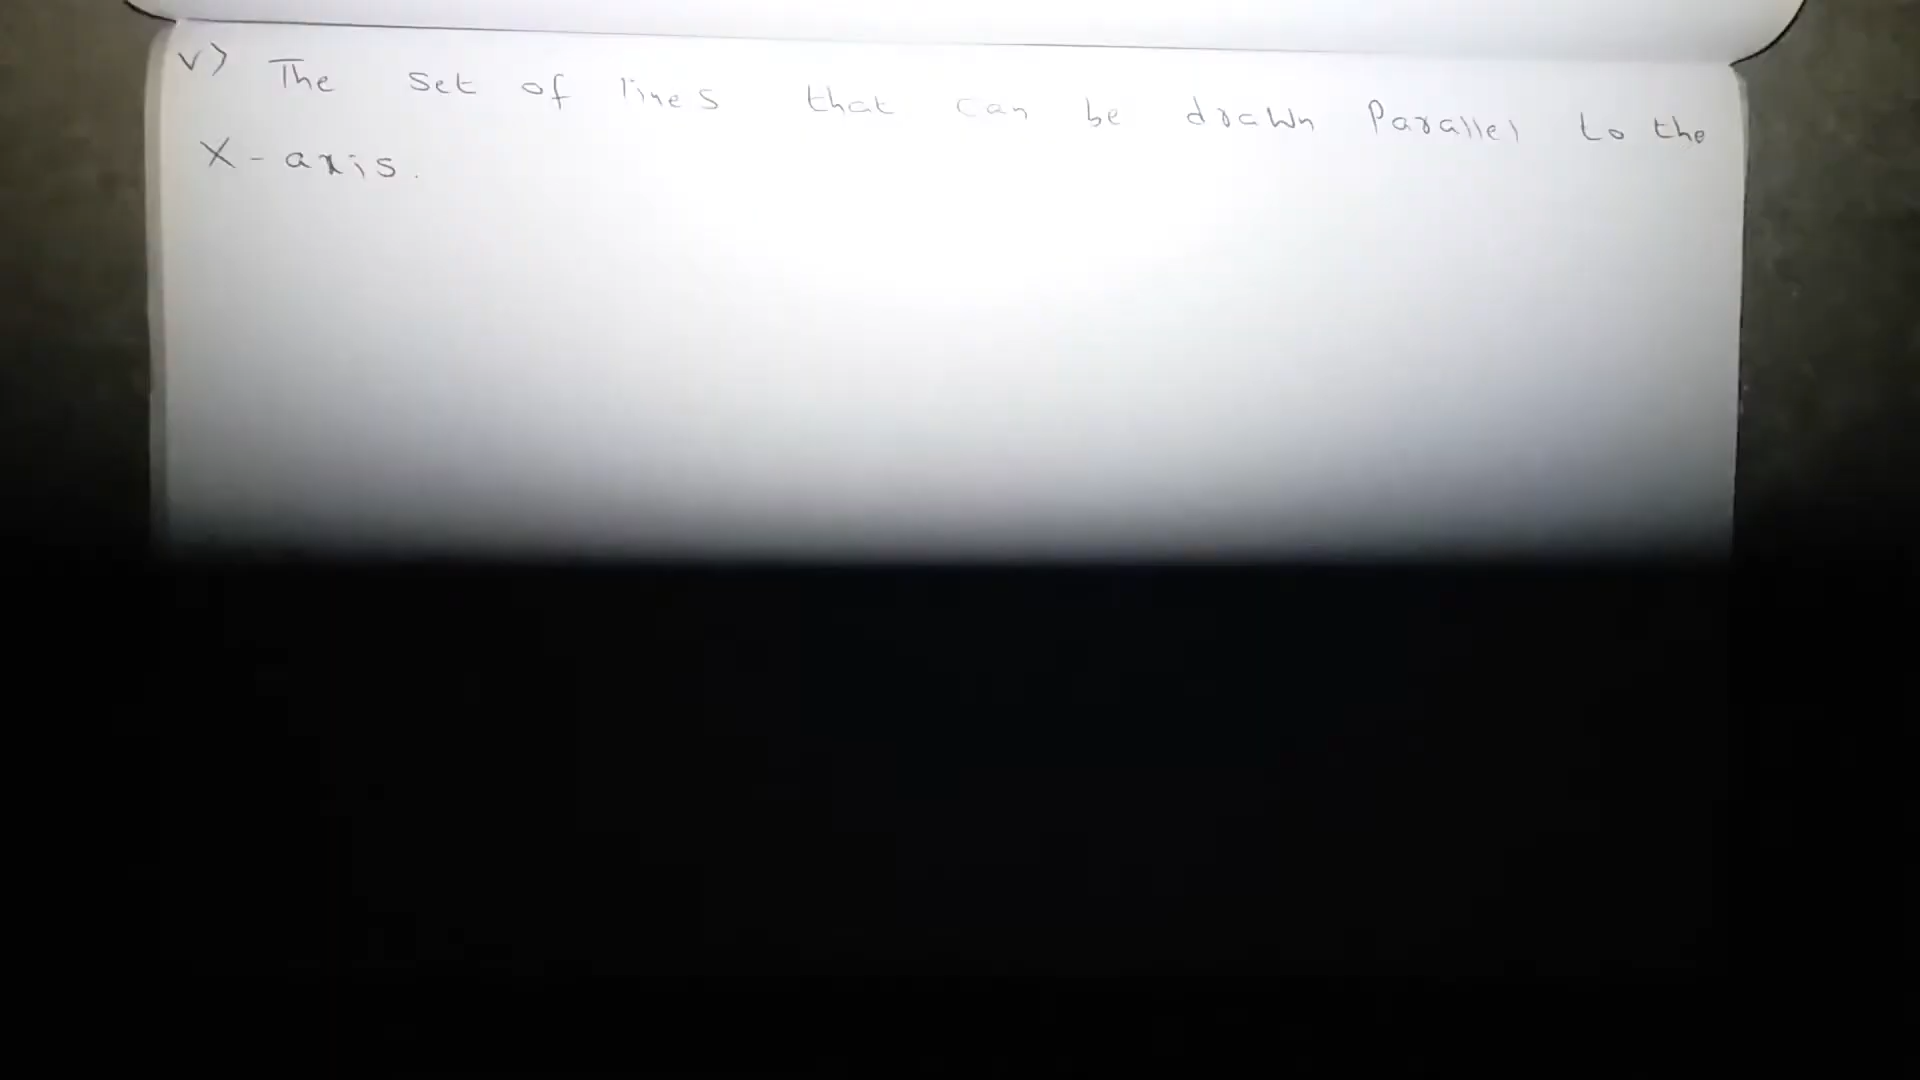 v) The set of lines that can be drawn Parallel to the
X-axis.